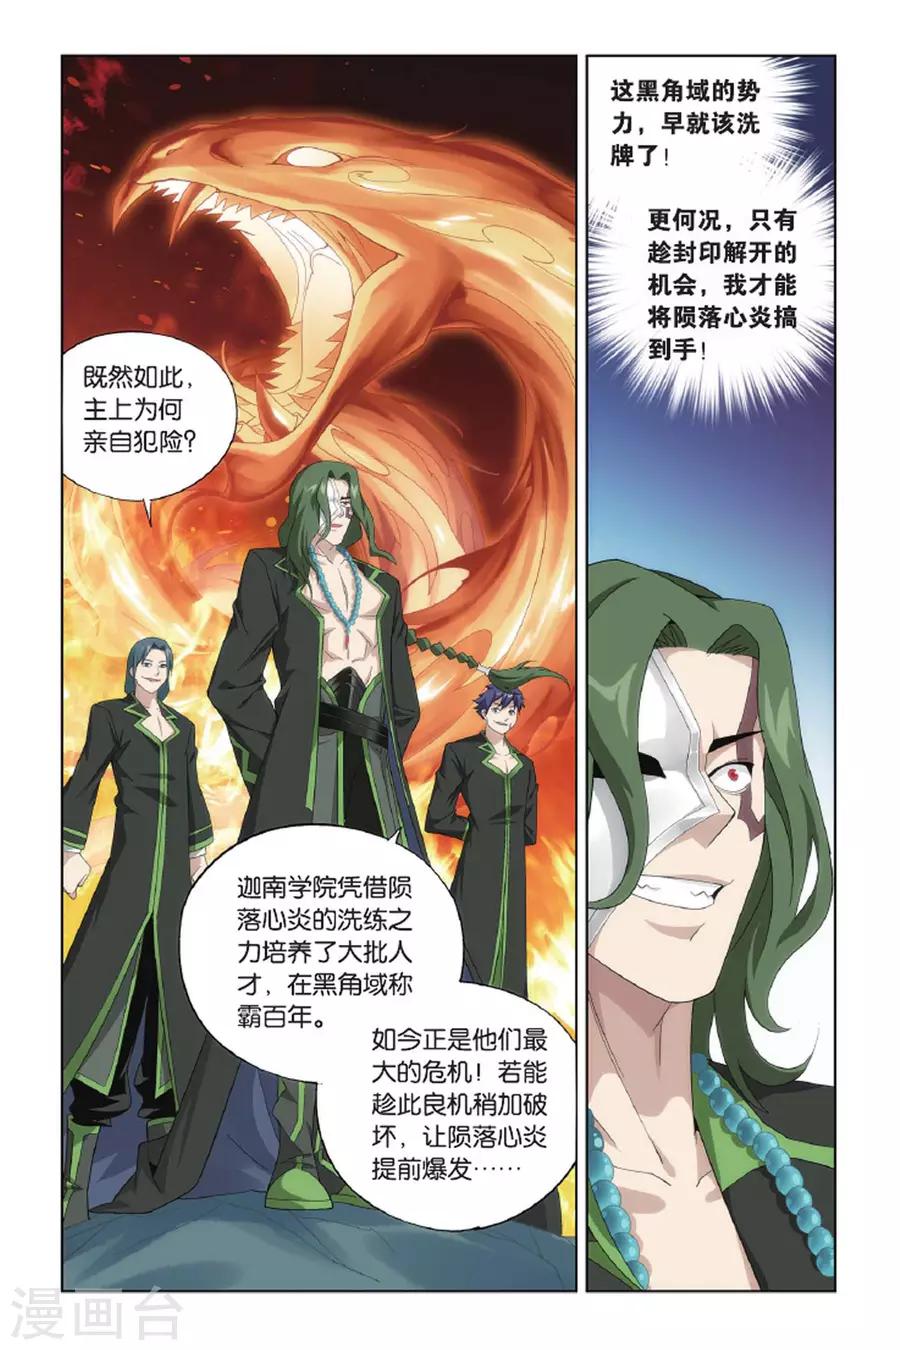 既然如此，
主上为何
亲自犯险？
迦南学院凭借陨
落心炎的洗练之
力培养了大批人
才，在黑角域称
霸百年。
如今正是他们最
大的危机！若能
趁此良机稍加破
坏，让陨落心炎
提前爆发……
这黑角域的势
力，早就该洗
牌了！
更何况，只有
趁封印解开的
机会，我才能
将陨落心炎搞
到手！
漫画台